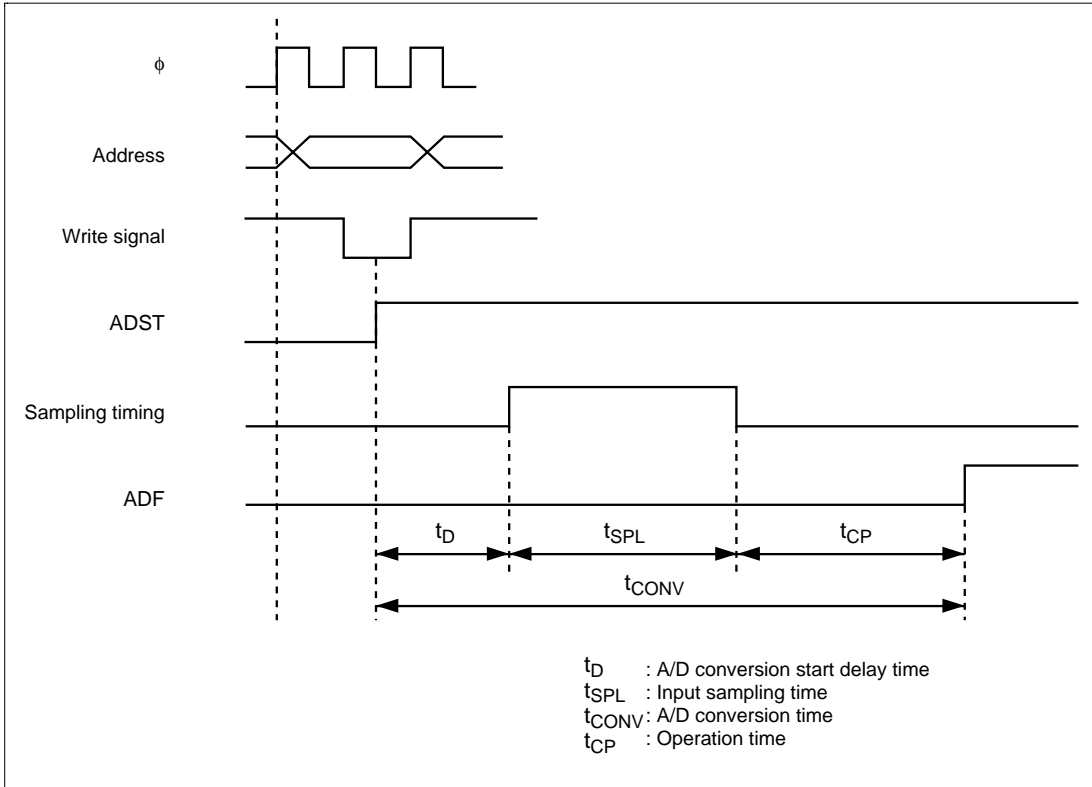 ϕ
Address
Write signal
ADST
Sampling timing
ADF
tD tSPL tCP
tCONV
tD : A/D conversion start delay time
tSPL : Input sampling time
tCONV : A/D conversion time
tCP : Operation time